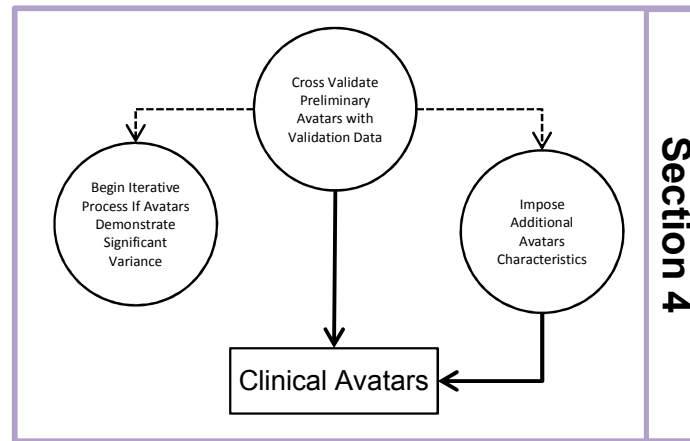 Cross Validate
Preliminary
Avatars with
Validation Data
Begin Iterative
Process If Avatars
Demonstrate
Significant
Variance
Impose
Additional
Avatars
Characteristics
Clinical Avatars
Section 4